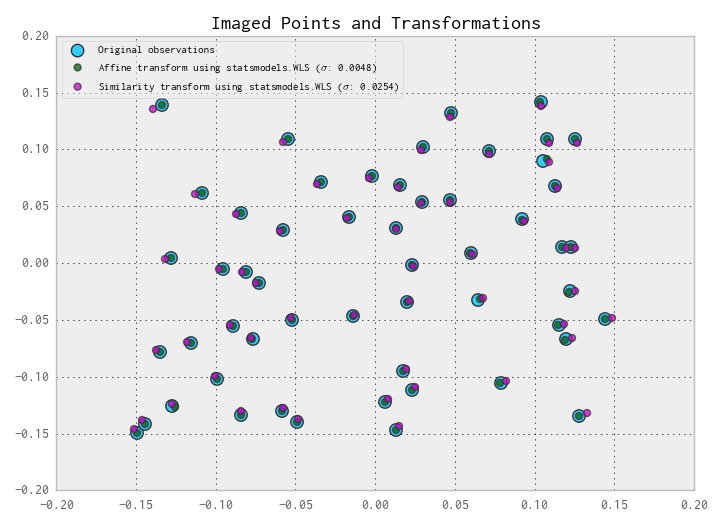 Imaged Points and Transformations
0.20
Original observations
Affine transform using statsmodels.WLS (σ: 0.0048)
Similarity transform using statsmodels.WLS (σ: 0.0254)
0.15
0.10
0.05
0.00
−0.05
−0.10
−0.15
−0.20
−0.20 −0.15 −0.10 −0.05 0.00 0.05 0.10 0.15 0.20